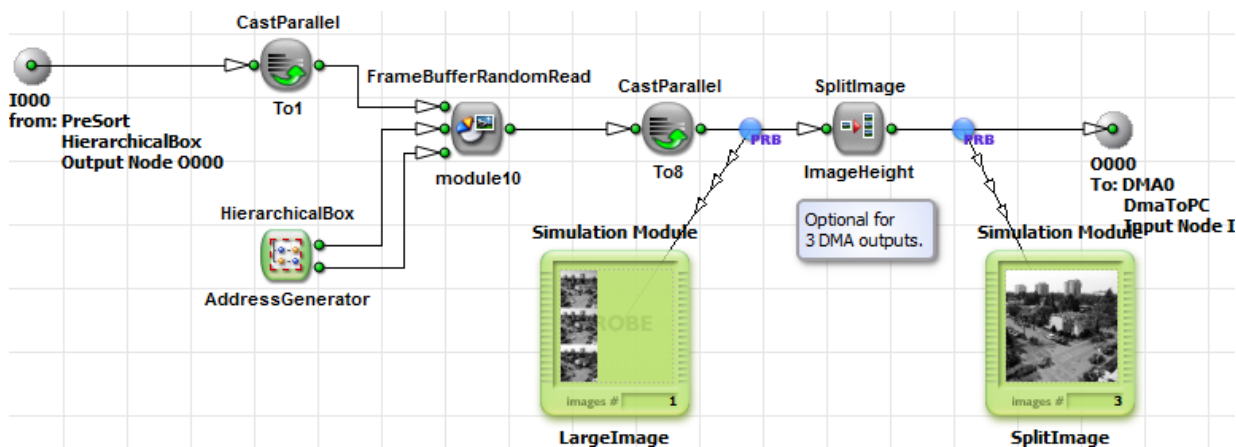 CastParallel
To1
I000
from: PreSort
HierarchicalBox
Output Node O000
FrameBufferRandomRead
module10
HierarchicalBox
AddressGenerator
CastParallel
To8
PRB
SplitImage
ImageHeight
Optional for
3 DMA outputs.
PRB
O000
To: DMA0
DmaToPC
Input Node I
Simulation Module
PROBE
images # 1
LargeImage
Simulation Module
images # 3
SplitImage